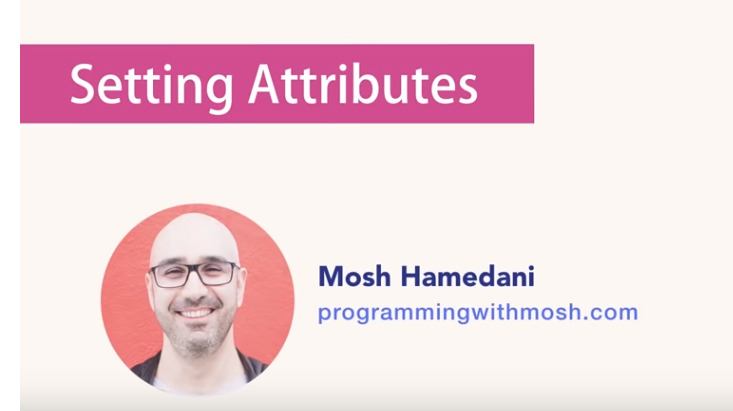 Setting Attributes
Mosh Hamedani
programmingwithmosh.com